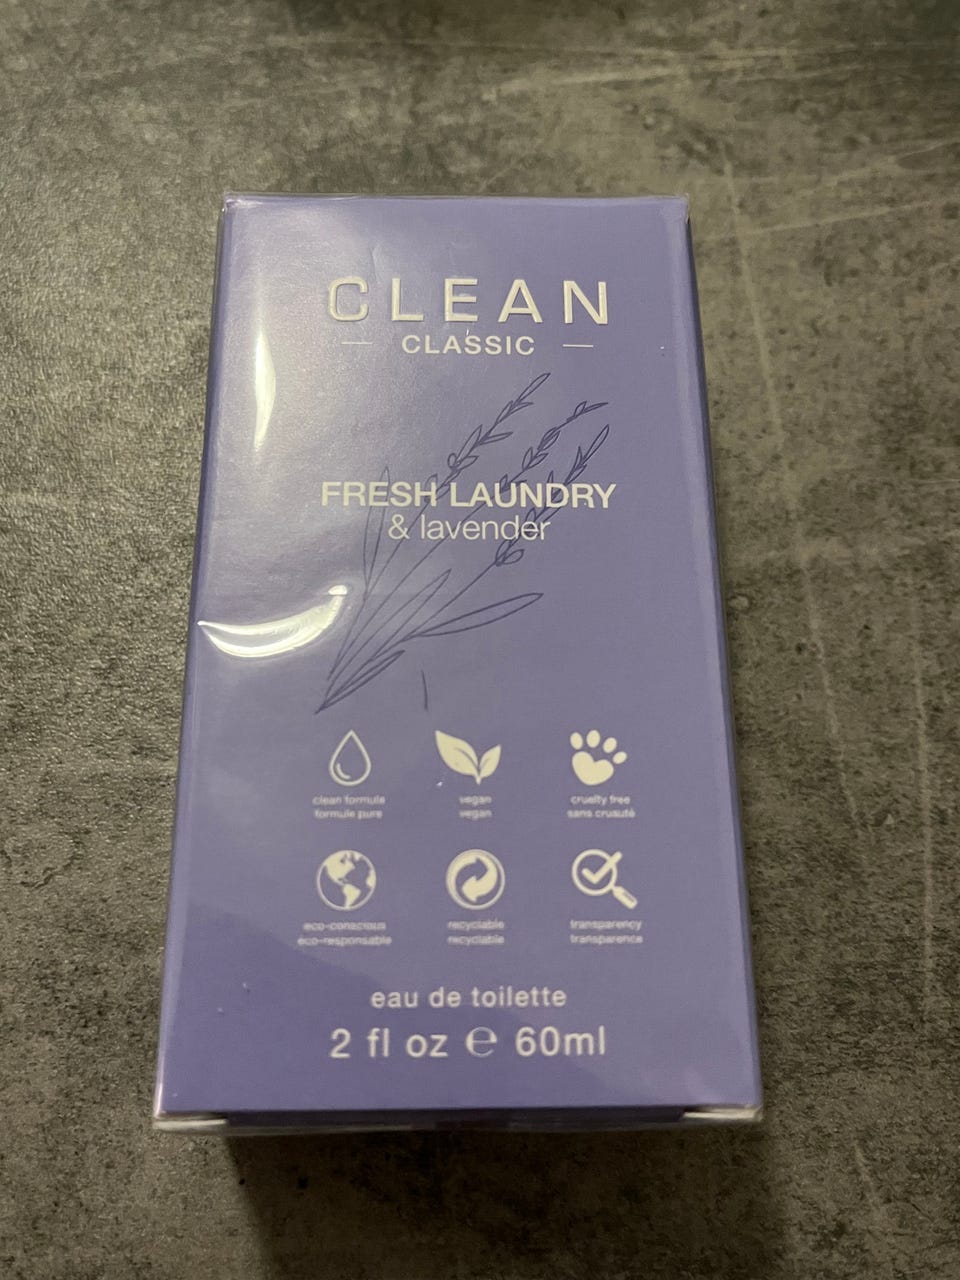 CLEAN
CLASSIC
FRESH LAUNDRY
& lavender
clean formula
formule pure
vegan
vegan
cruelty free
sans cruauté
eco-conscious
éco-responsable
recyclable
recyclable
transparency
transparence
eau de toilette
2 fl oz ℮ 60ml